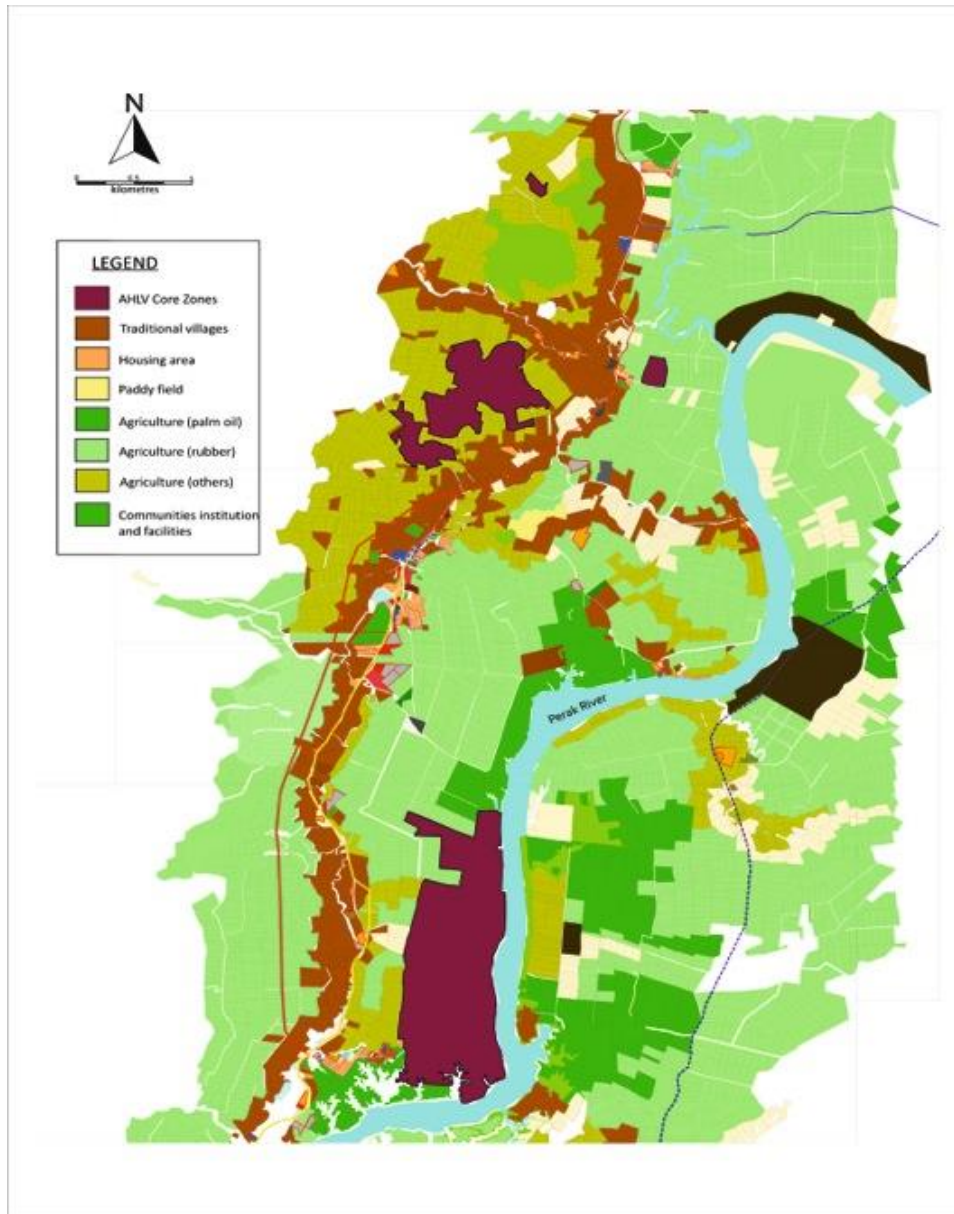 N
kilometres
LEGEND
AHLV Core Zones
Traditional villages
Housing area
Paddy field
Agriculture (palm oil)
Agriculture (rubber)
Agriculture (others)
Communities institution
and facilities
Perak River